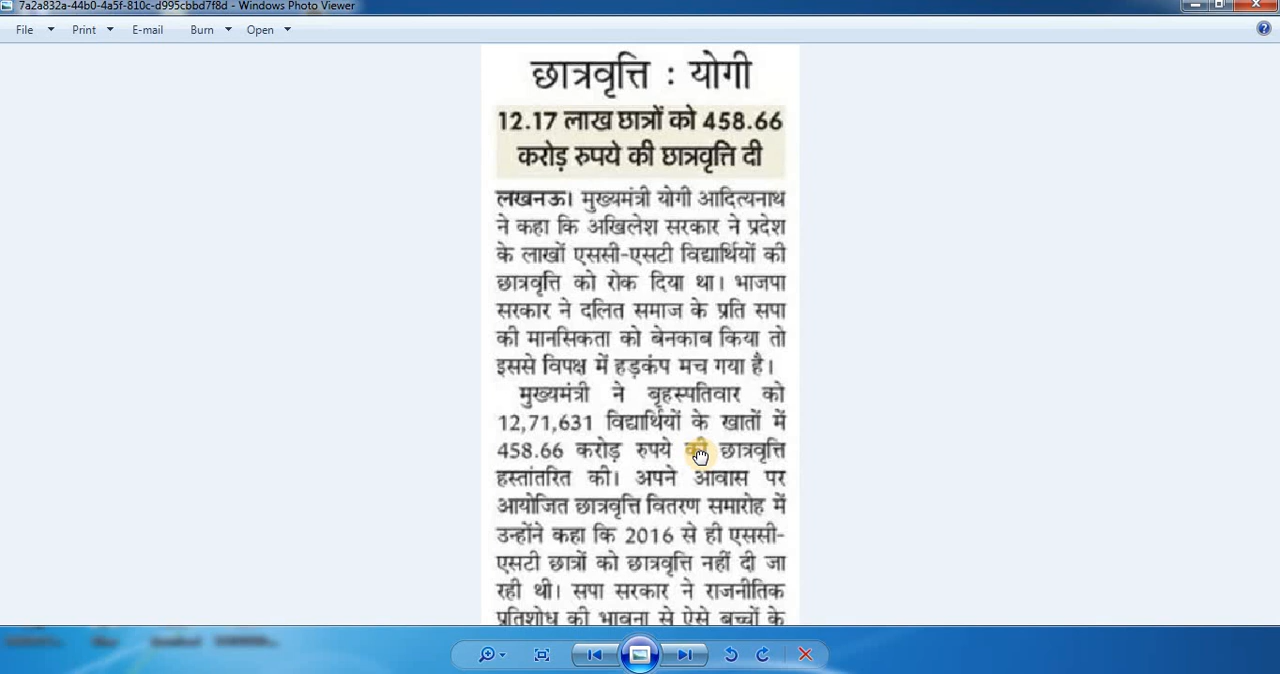 7a2a832a-44b0-4a5f-810c-d995cbbd7f8d - Windows Photo Viewer
File Print E-mail Burn Open
छात्रवृत्ति : योगी
12.17 लाख छात्रों को 458.66
करोड़ रुपये की छात्रवृत्ति दी
लखनऊ। मुख्यमंत्री योगी आदित्यनाथ
ने कहा कि अखिलेश सरकार ने प्रदेश
के लाखों एससी-एसटी विद्यार्थियों की
छात्रवृत्ति को रोक दिया था। भाजपा
सरकार ने दलित समाज के प्रति सपा
की मानसिकता को बेनकाब किया तो
इससे विपक्ष में हड़कंप मच गया है।
मुख्यमंत्री ने बृहस्पतिवार को
12,71,631 विद्यार्थियों के खातों में
458.66 करोड़ रुपये की छात्रवृत्ति
हस्तांतरित की। अपने आवास पर
आयोजित छात्रवृत्ति वितरण समारोह में
उन्होंने कहा कि 2016 से ही एससी-
एसटी छात्रों को छात्रवृत्ति नहीं दी जा
रही थी। सपा सरकार ने राजनीतिक
प्रतिशोध की भावना से ऐसे बच्चों के